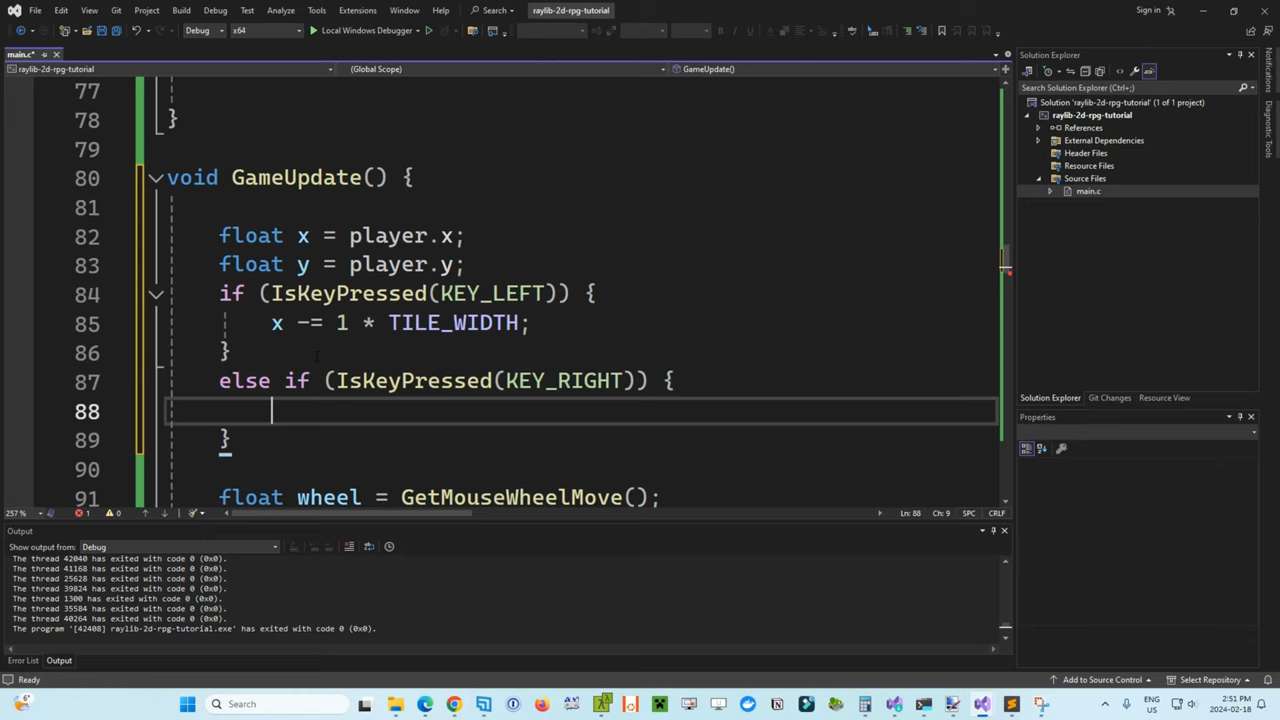 File Edit View Git Project Build Debug Test Analyze Tools Extensions Window Help Search raylib-2d-rpg-tutorial Sign in
Debug x64 Local Windows Debugger
main.c*
raylib-2d-rpg-tutorial (Global Scope) GameUpdate()
77
78 }
79
80 void GameUpdate() {
81
82 float x = player.x;
83 float y = player.y;
84 if (IsKeyPressed(KEY_LEFT)) {
85 x -= 1 * TILE_WIDTH;
86 }
87 else if (IsKeyPressed(KEY_RIGHT)) {
88
89 }
90
91 float wheel = GetMouseWheelMove();
257 % 1 0 Ln: 88 Ch: 9 SPC CRLF
Output
Show output from: Debug
The thread 42040 has exited with code 0 (0x0).
The thread 41168 has exited with code 0 (0x0).
The thread 25628 has exited with code 0 (0x0).
The thread 39824 has exited with code 0 (0x0).
The thread 1300 has exited with code 0 (0x0).
The thread 35584 has exited with code 0 (0x0).
The thread 40264 has exited with code 0 (0x0).
The program '[42408] raylib-2d-rpg-tutorial.exe' has exited with code 0 (0x0).
Error List Output
Solution Explorer
Search Solution Explorer (Ctrl+;)
Solution 'raylib-2d-rpg-tutorial' (1 of 1 project)
raylib-2d-rpg-tutorial
References
External Dependencies
Header Files
Resource Files
Source Files
main.c
Solution Explorer Git Changes Resource View
Properties
Notifications
Diagnostic Tools
Ready Add to Source Control Select Repository
6° Search ENG US 2:51 PM 2024-02-18